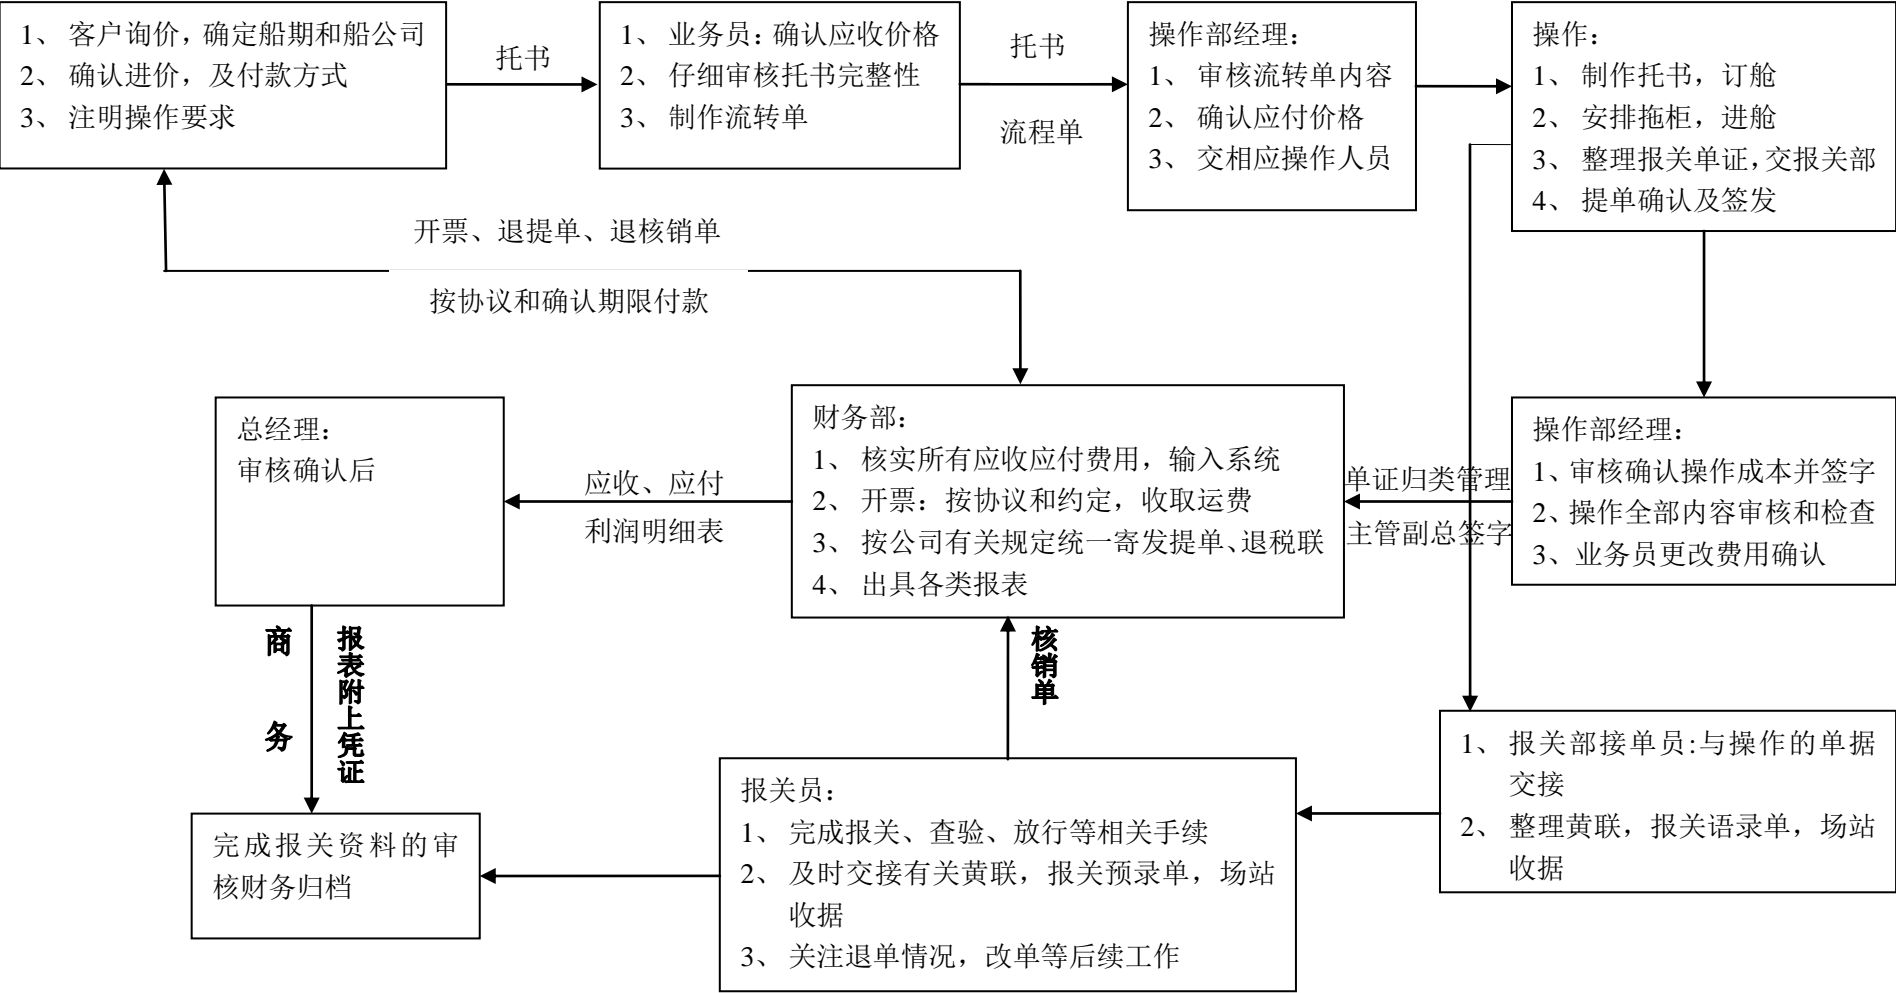 1、 客户询价，确定船期和船公司
2、 确认进价，及付款方式
3、 注明操作要求
托书
1、 业务员：确认应收价格
2、 仔细审核托书完整性
3、 制作流转单
托书
流程单
操作部经理：
1、 审核流转单内容
2、 确认应付价格
3、 交相应操作人员
操作：
1、 制作托书，订舱
2、 安排拖柜，进舱
3、 整理报关单证，交报关部
4、 提单确认及签发
开票、退提单、退核销单
按协议和确认期限付款
总经理：
审核确认后
应收、应付
利润明细表
财务部：
1、 核实所有应收应付费用，输入系统
2、 开票：按协议和约定，收取运费
3、 按公司有关规定统一寄发提单、退税联
4、 出具各类报表
单证归类管理
主管副总签字
操作部经理：
1、审核确认操作成本并签字
2、操作全部内容审核和检查
3、业务员更改费用确认
商 务
报表附上凭证
核销单
完成报关资料的审
核财务归档
报关员：
1、 完成报关、查验、放行等相关手续
2、 及时交接有关黄联，报关预录单，场站
收据
3、 关注退单情况，改单等后续工作
1、 报关部接单员:与操作的单据
交接
2、 整理黄联，报关语录单，场站
收据